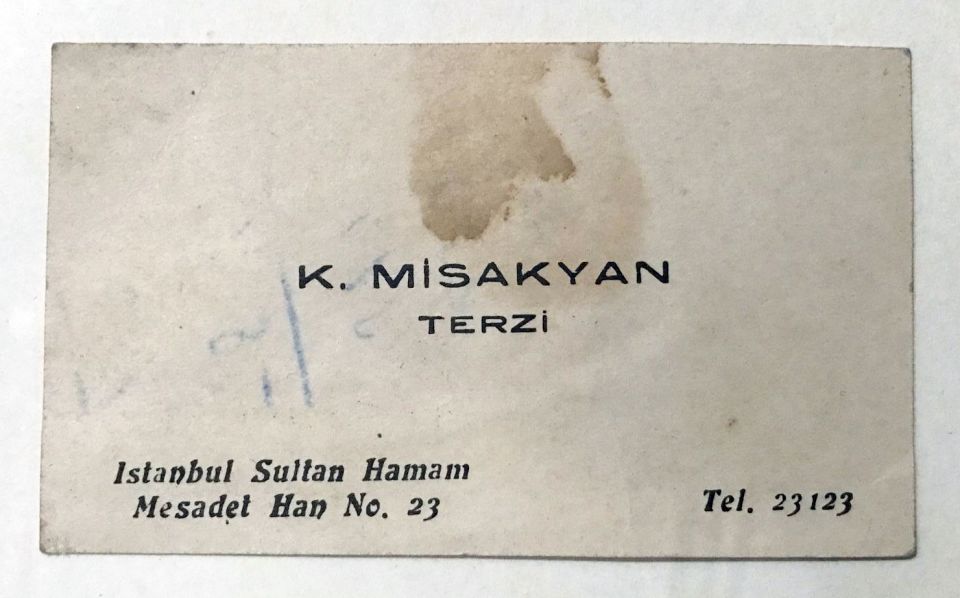 K. MİSAKYAN
TERZİ
Istanbul Sultan Hamam
Mesadet Han No. 23
Tel. 23123